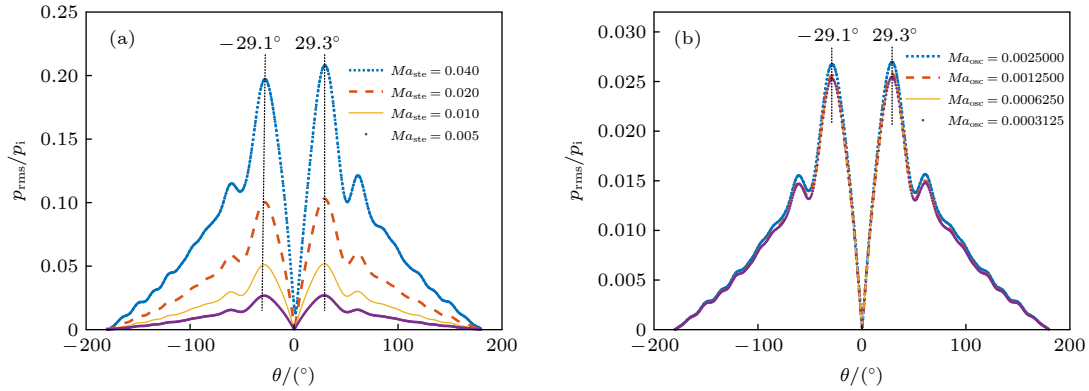 (a)
−29.1° 29.3°
Ma_ste = 0.040
Ma_ste = 0.020
Ma_ste = 0.010
Ma_ste = 0.005
0.25
0.20
0.15
0.10
0.05
0
p_rms/p_i
−200 −100 0 100 200
θ/(°)
(b)
−29.1° 29.3°
Ma_osc = 0.0025000
Ma_osc = 0.0012500
Ma_osc = 0.0006250
Ma_osc = 0.0003125
0.030
0.025
0.020
0.015
0.010
0.005
0
p_rms/p_i
−200 −100 0 100 200
θ/(°)